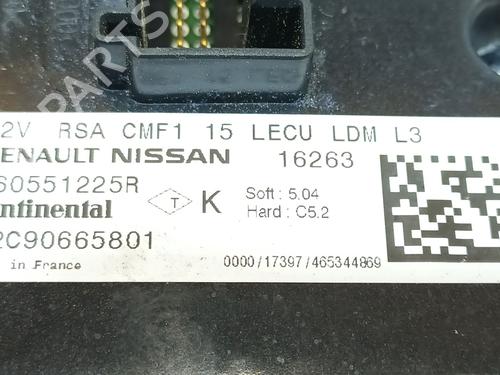 2V RSA CMF1 15 LECU LDM L3
RENAULT NISSAN 16263
60551225R
Continental
T
K
Soft : 5.04
Hard : C5.2
2C90665801
in France
0000/17397/465344869
B-PARTS